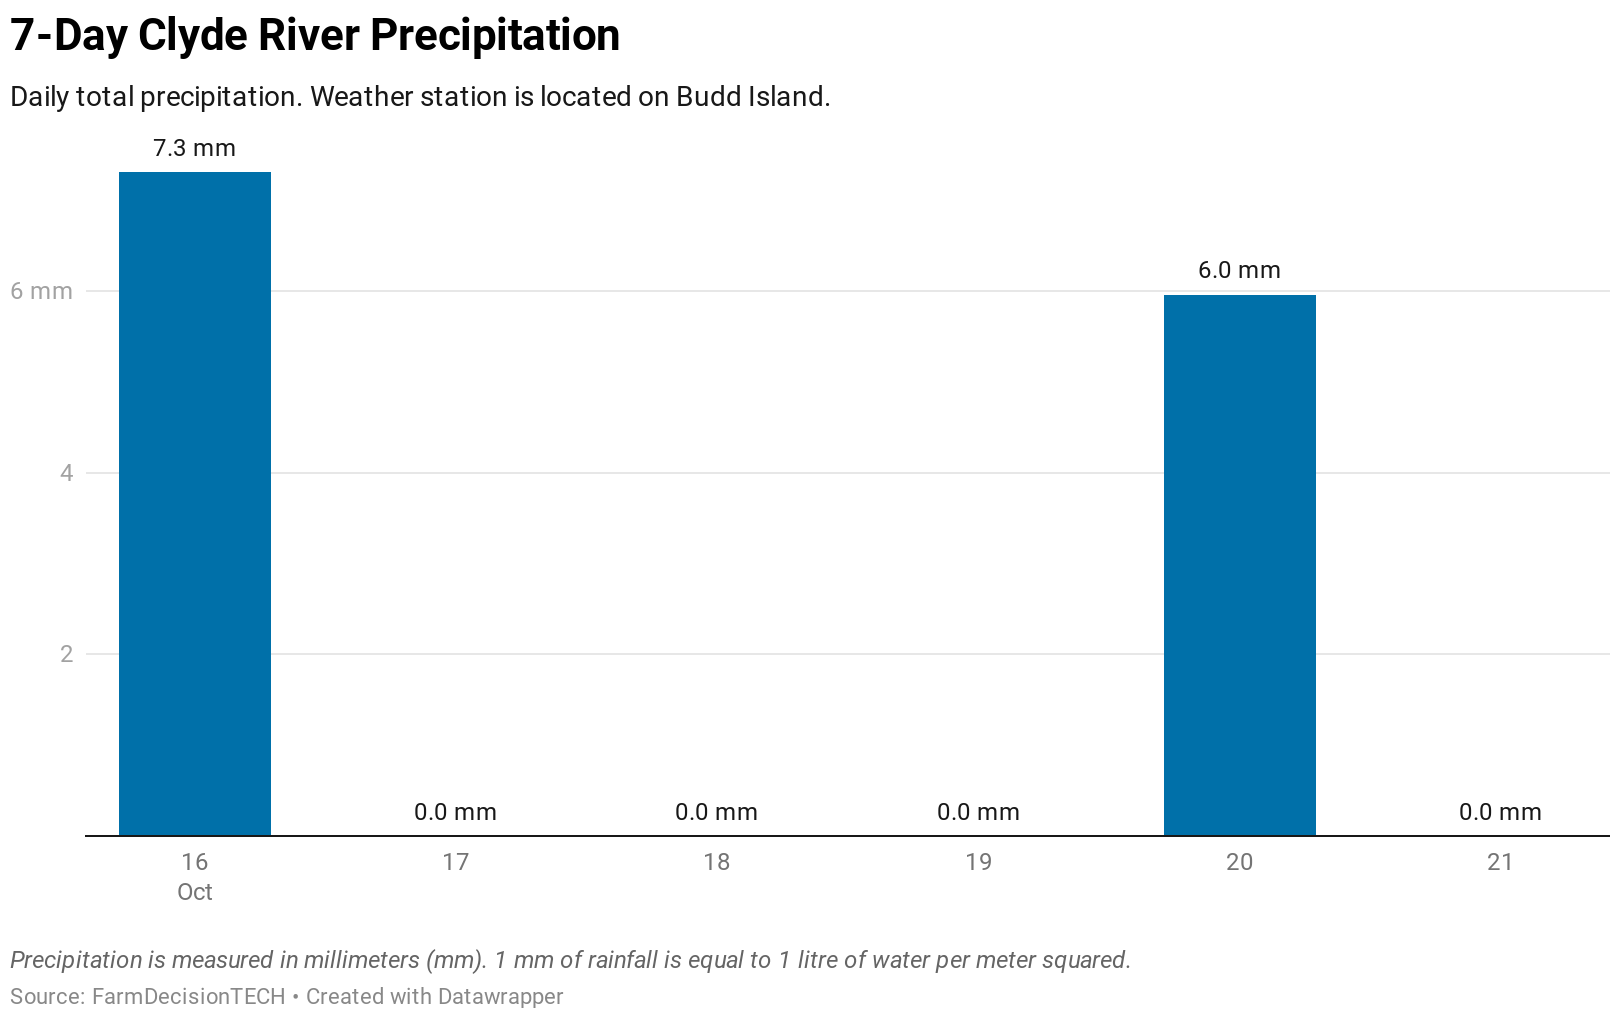 7-Day Clyde River Precipitation
Daily total precipitation. Weather station is located on Budd Island.
7.3 mm
6.0 mm
6 mm
4
2
0.0 mm 0.0 mm 0.0 mm 0.0 mm
16 17 18 19 20 21
Oct
Precipitation is measured in millimeters (mm). 1 mm of rainfall is equal to 1 litre of water per meter squared.
Source: FarmDecisionTECH • Created with Datawrapper